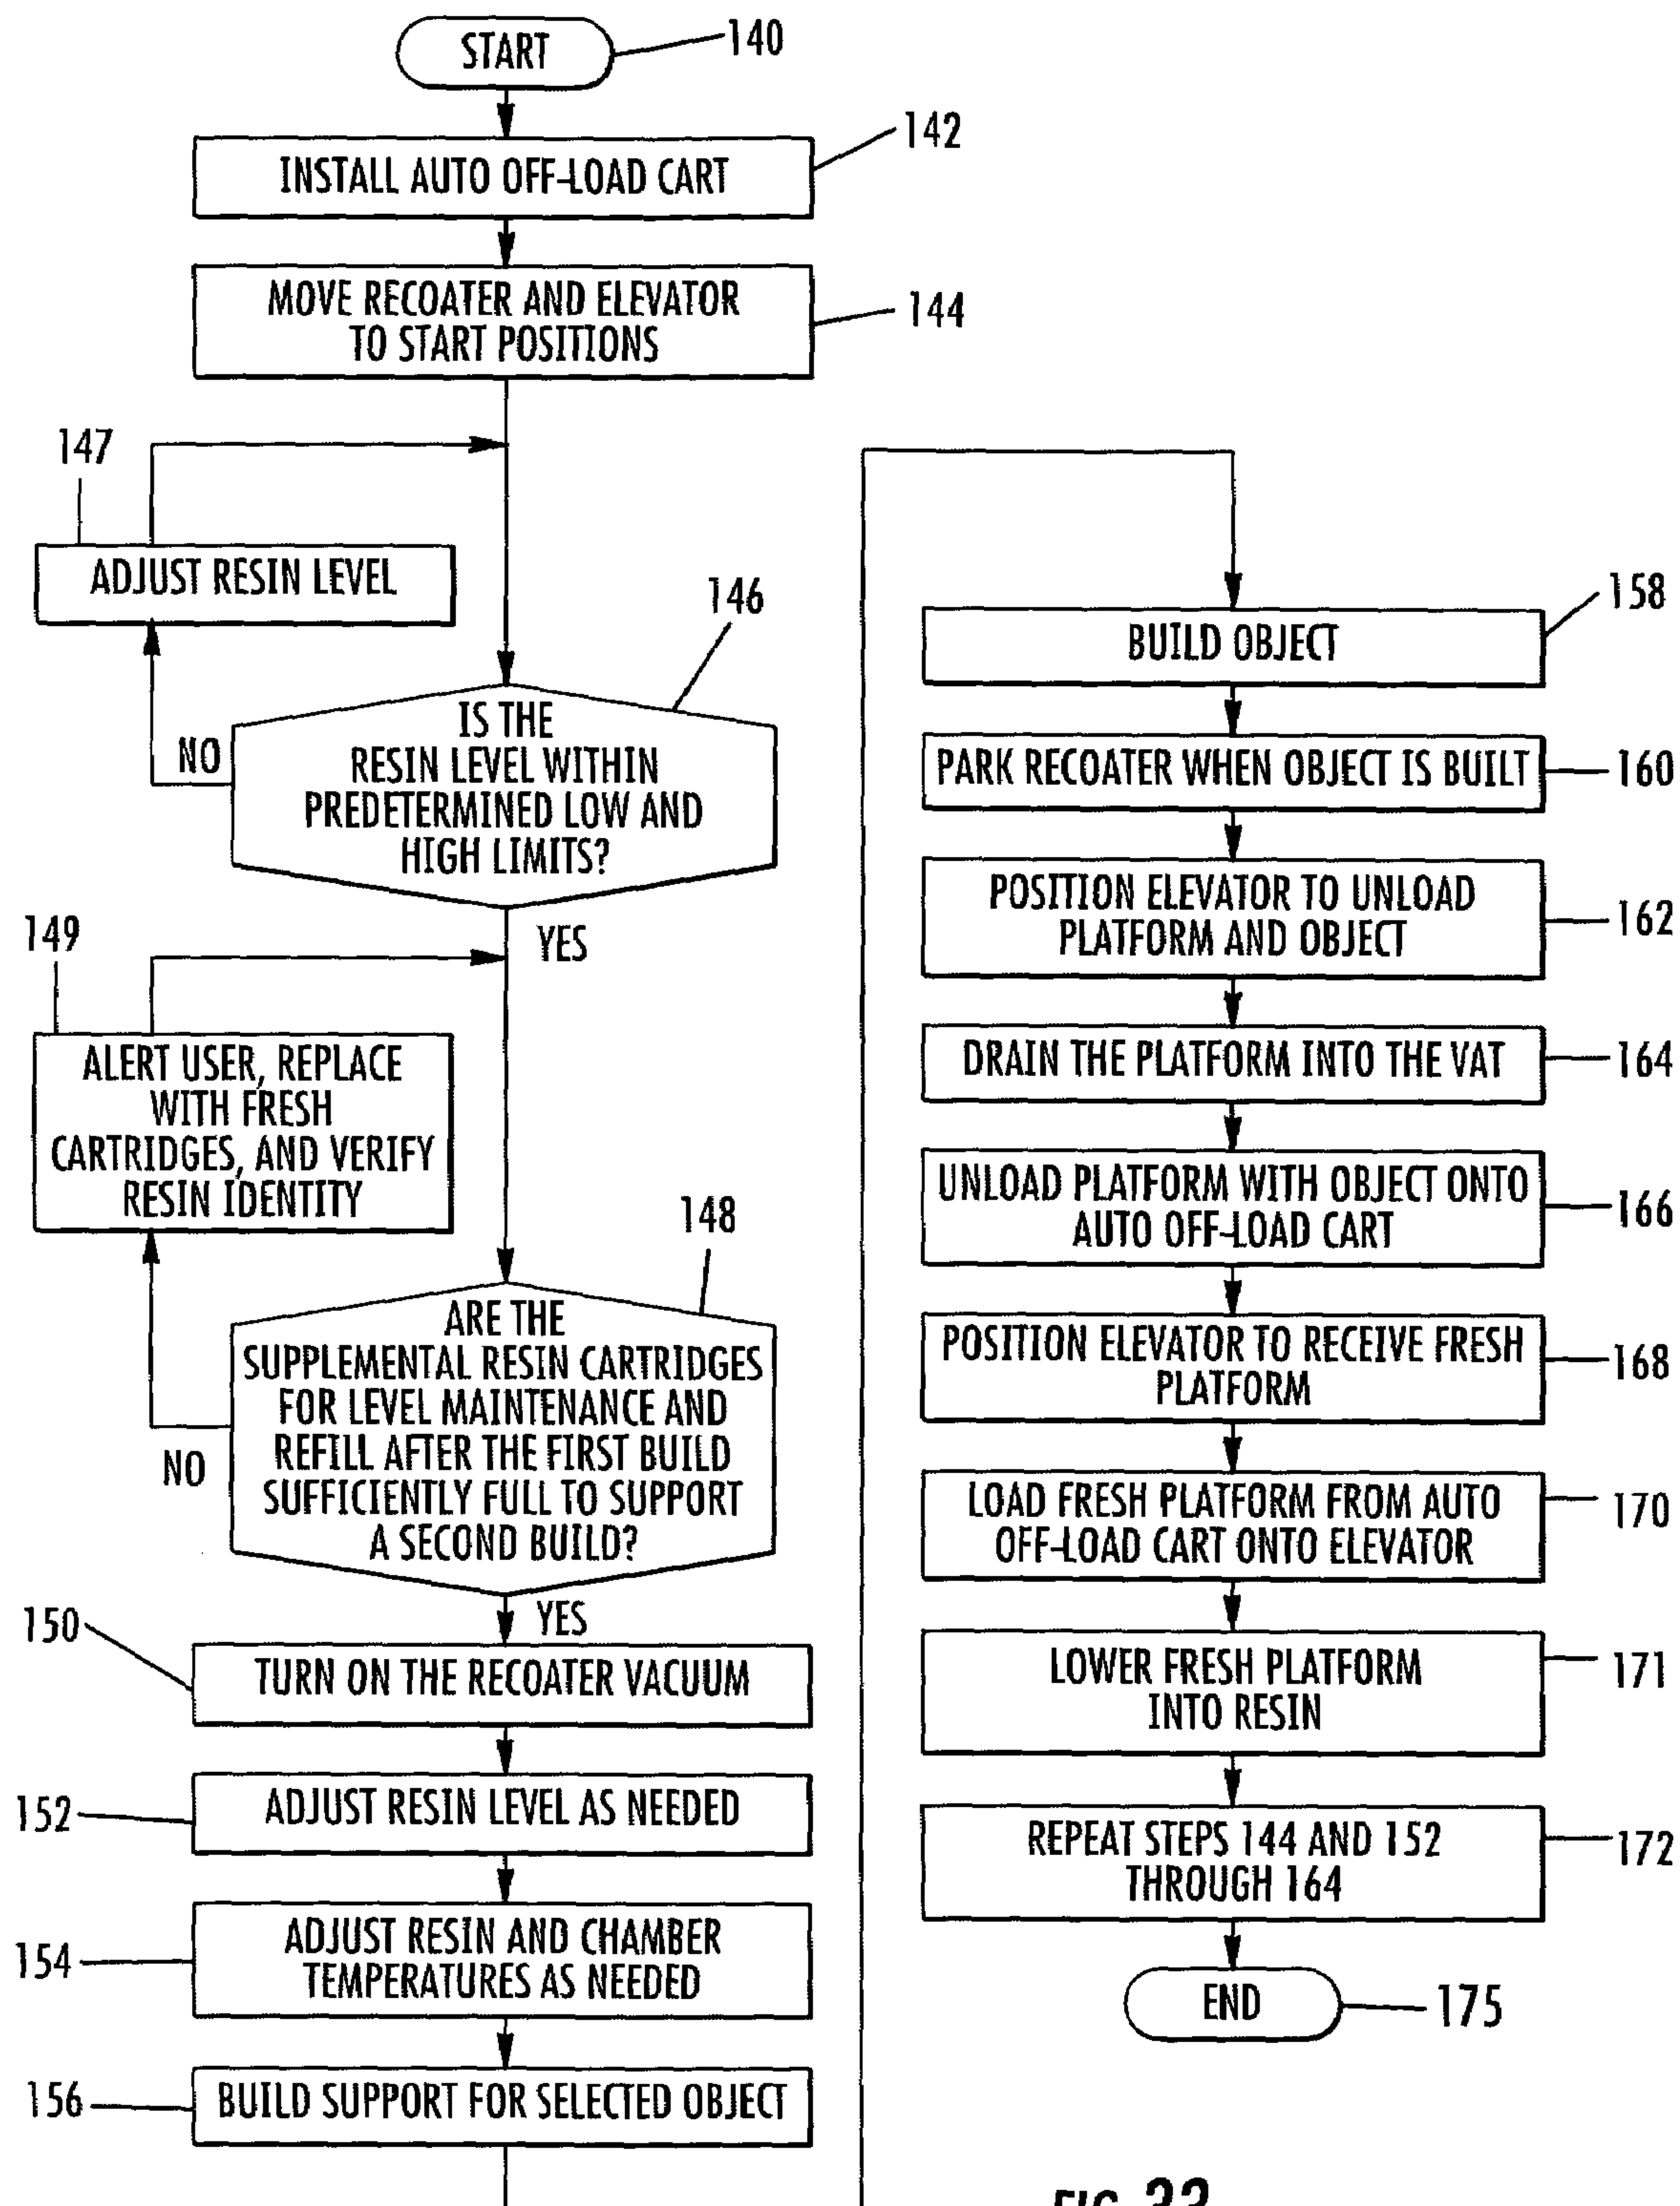 START
140
INSTALL AUTO OFF-LOAD CART
142
MOVE RECOATER AND ELEVATOR
TO START POSITIONS
144
147
ADJUST RESIN LEVEL
146
IS THE
RESIN LEVEL WITHIN
PREDETERMINED LOW AND
HIGH LIMITS?
NO
YES
149
ALERT USER, REPLACE
WITH FRESH
CARTRIDGES, AND VERIFY
RESIN IDENTITY
148
ARE THE
SUPPLEMENTAL RESIN CARTRIDGES
FOR LEVEL MAINTENANCE AND
REFILL AFTER THE FIRST BUILD
SUFFICIENTLY FULL TO SUPPORT
A SECOND BUILD?
NO
YES
150
TURN ON THE RECOATER VACUUM
152
ADJUST RESIN LEVEL AS NEEDED
154
ADJUST RESIN AND CHAMBER
TEMPERATURES AS NEEDED
156
BUILD SUPPORT FOR SELECTED OBJECT
158
BUILD OBJECT
PARK RECOATER WHEN OBJECT IS BUILT
160
POSITION ELEVATOR TO UNLOAD
PLATFORM AND OBJECT
162
DRAIN THE PLATFORM INTO THE VAT
164
UNLOAD PLATFORM WITH OBJECT ONTO
AUTO OFF-LOAD CART
166
POSITION ELEVATOR TO RECEIVE FRESH
PLATFORM
168
LOAD FRESH PLATFORM FROM AUTO
OFF-LOAD CART ONTO ELEVATOR
170
LOWER FRESH PLATFORM
INTO RESIN
171
REPEAT STEPS 144 AND 152
THROUGH 164
172
END
175